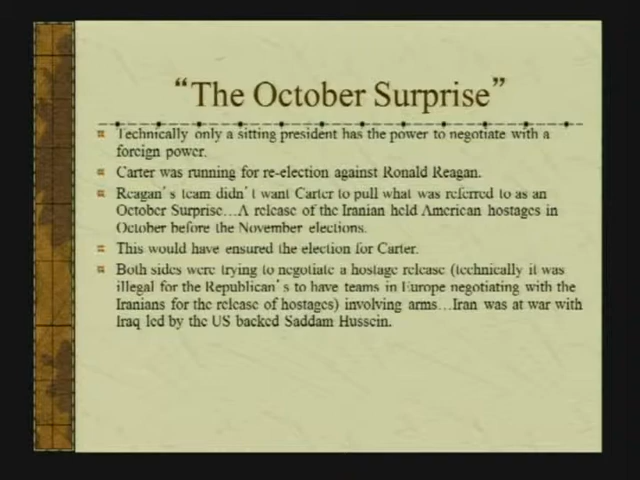 “The October Surprise”
Technically only a sitting president has the power to negotiate with a
foreign power.
Carter was running for re-election against Ronald Reagan.
Reagan’s team didn’t want Carter to pull what was referred to as an
October Surprise…A release of the Iranian held American hostages in
October before the November elections.
This would have ensured the election for Carter.
Both sides were trying to negotiate a hostage release (technically it was
illegal for the Republican’s to have teams in Europe negotiating with the
Iranians for the release of hostages) involving arms…Iran was at war with
Iraq led by the US backed Saddam Hussein.